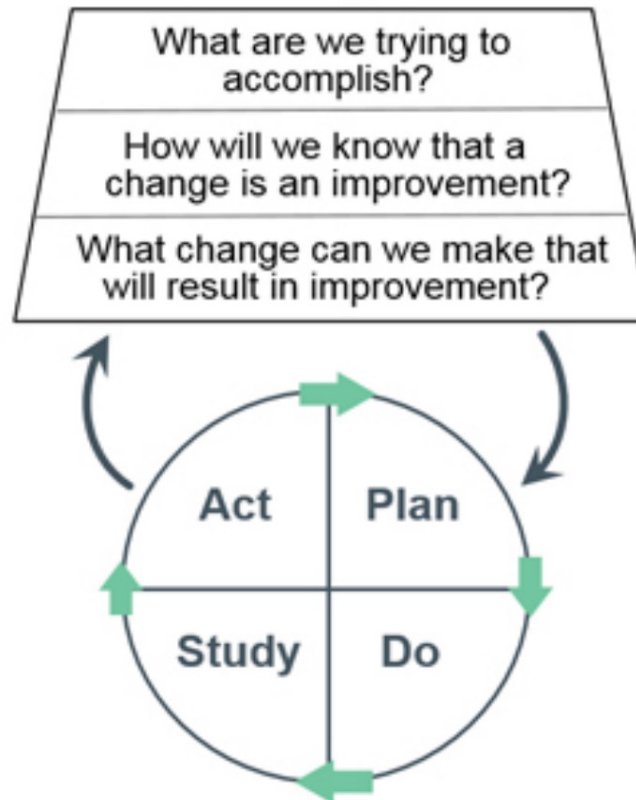 What are we trying to
accomplish?
How will we know that a
change is an improvement?
What change can we make that
will result in improvement?
Act
Plan
Study
Do